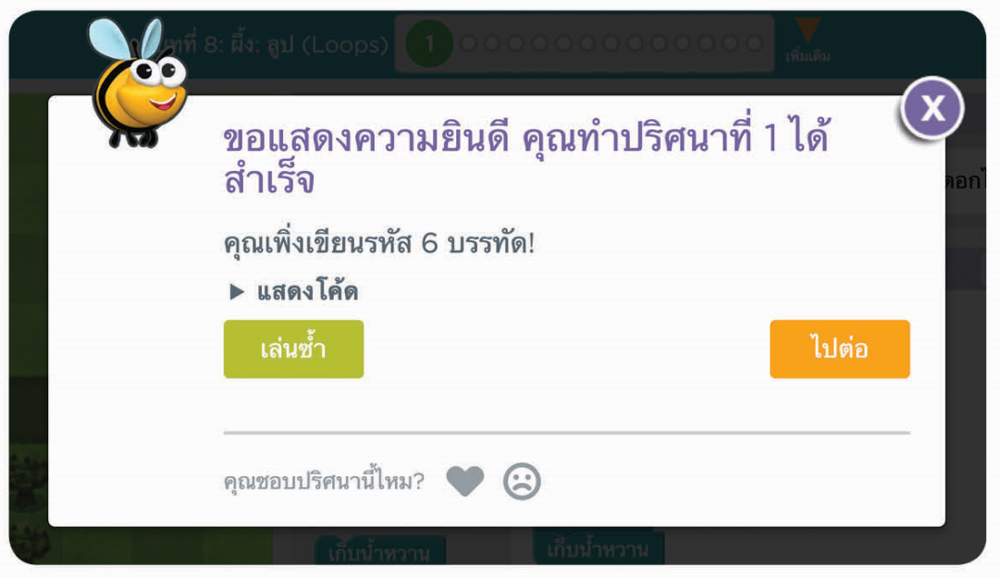 ที่ 8: ผึ้ง: ลูป (Loops) 1
เพิ่มเติม
X
ขอแสดงความยินดี คุณทำปริศนาที่ 1 ได้
สำเร็จ
คุณเพิ่งเขียนรหัส 6 บรรทัด!
▶ แสดงโค้ด
เล่นซ้ำ
ไปต่อ
คุณชอบปริศนานี้ไหม?
เก็บน้ำหวาน
เก็บน้ำหวาน